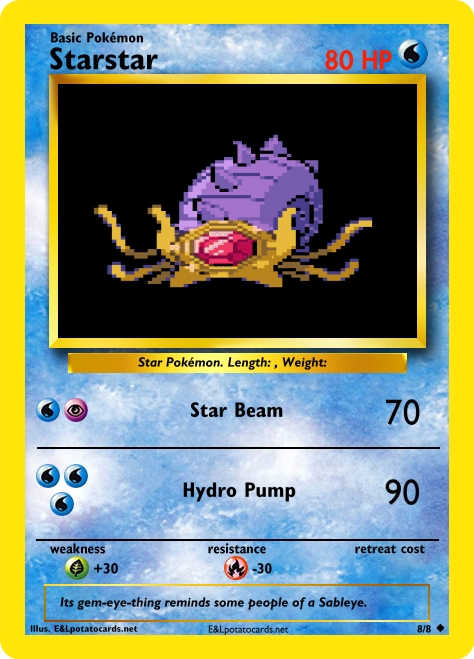 Basic Pokémon
Starstar 80 HP
Star Pokémon. Length: , Weight:
Star Beam 70
Hydro Pump 90
weakness resistance retreat cost
+30 -30
Its gem-eye-thing reminds some people of a Sableye.
Illus. E&Lpotatocards.net E&Lpotatocards.net 8/8